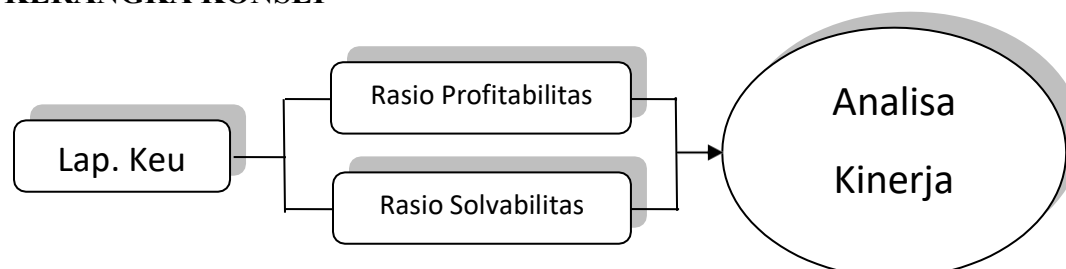 KERANGKA KONSEP
Rasio Profitabilitas
Lap. Keu
Rasio Solvabilitas
Analisa
Kinerja